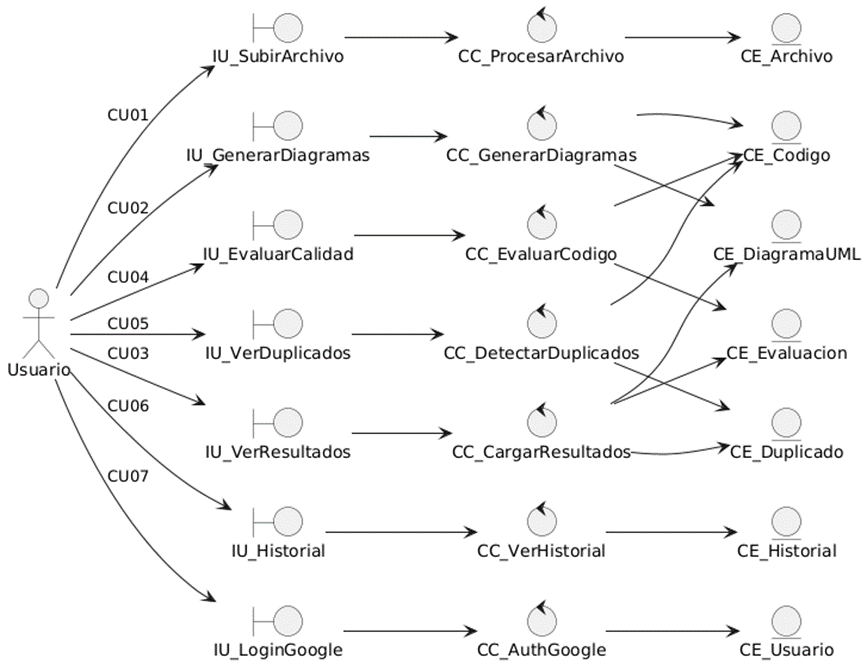 IU_SubirArchivo CC_ProcesarArchivo CE_Archivo
CU01
IU_GenerarDiagramas CC_GenerarDiagramas CE_Codigo
CU02
IU_EvaluarCalidad CC_EvaluarCodigo CE_DiagramaUML
CU04
CU05
IU_VerDuplicados CC_DetectarDuplicados CE_Evaluacion
CU03
Usuario
CU06
IU_VerResultados CC_CargarResultados CE_Duplicado
CU07
IU_Historial CC_VerHistorial CE_Historial
IU_LoginGoogle CC_AuthGoogle CE_Usuario